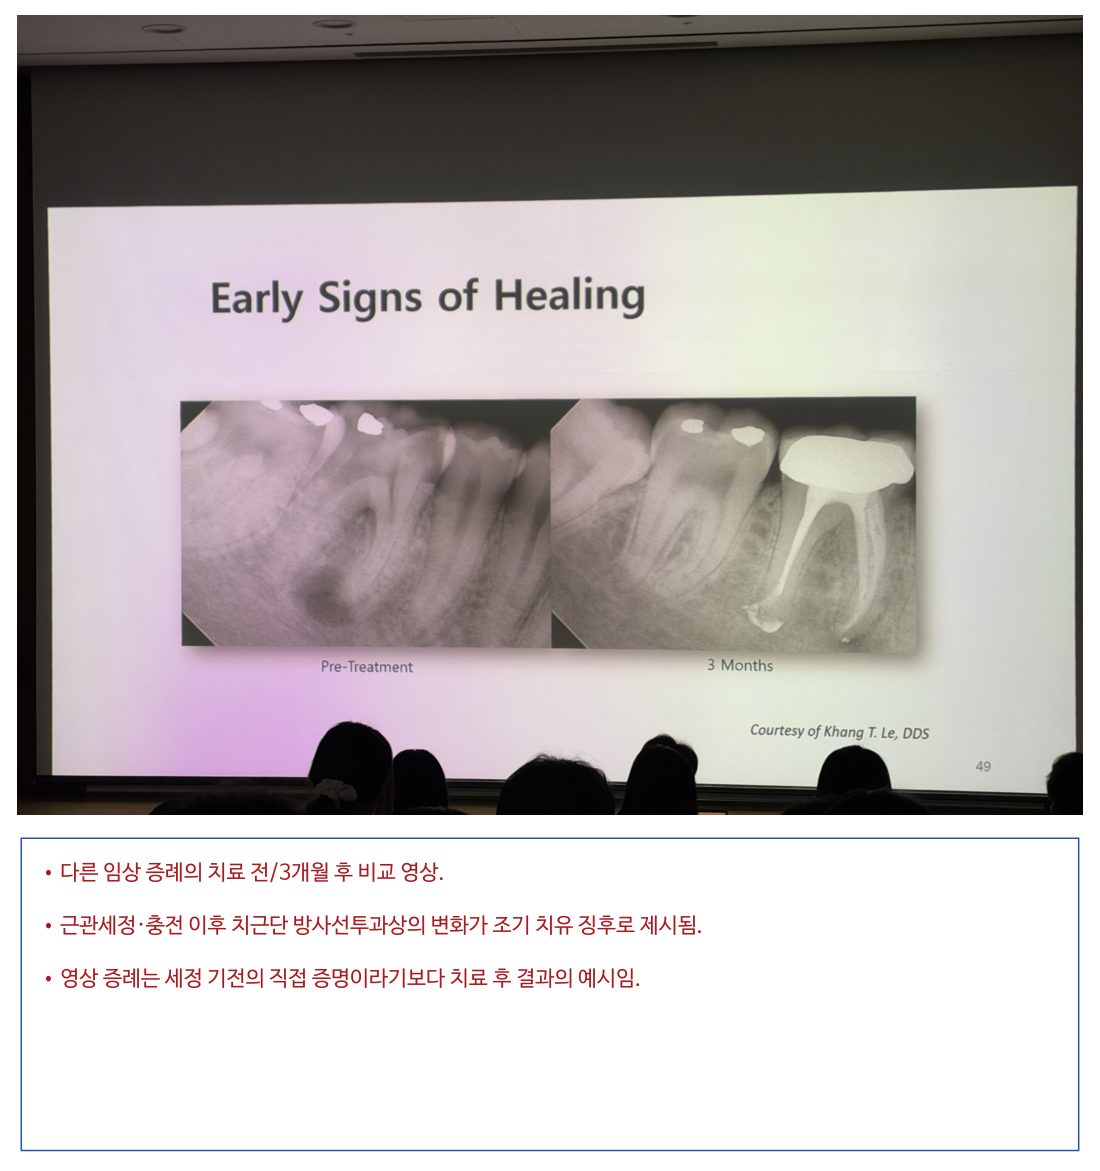 Early Signs of Healing
Pre-Treatment
3 Months
Courtesy of Khang T. Le, DDS
49
• 다른 임상 증례의 치료 전/3개월 후 비교 영상.
• 근관세정·충전 이후 치근단 방사선투과상의 변화가 조기 치유 징후로 제시됨.
• 영상 증례는 세정 기전의 직접 증명이라기보다 치료 후 결과의 예시임.